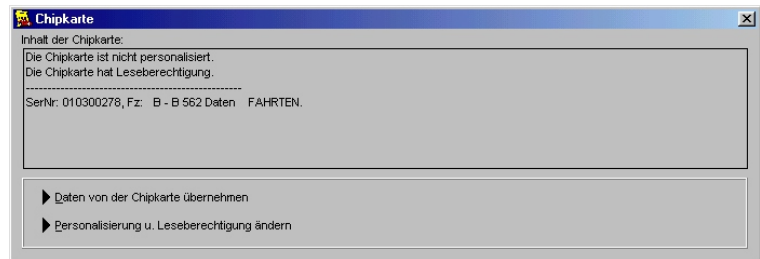 Chipkarte
Inhalt der Chipkarte:
Die Chipkarte ist nicht personalisiert.
Die Chipkarte hat Leseberechtigung.
------------------------------------------------
SerNr: 010300278, Fz: B - B 562 Daten FAHRTEN.
Daten von der Chipkarte übernehmen
Personalisierung u. Leseberechtigung ändern